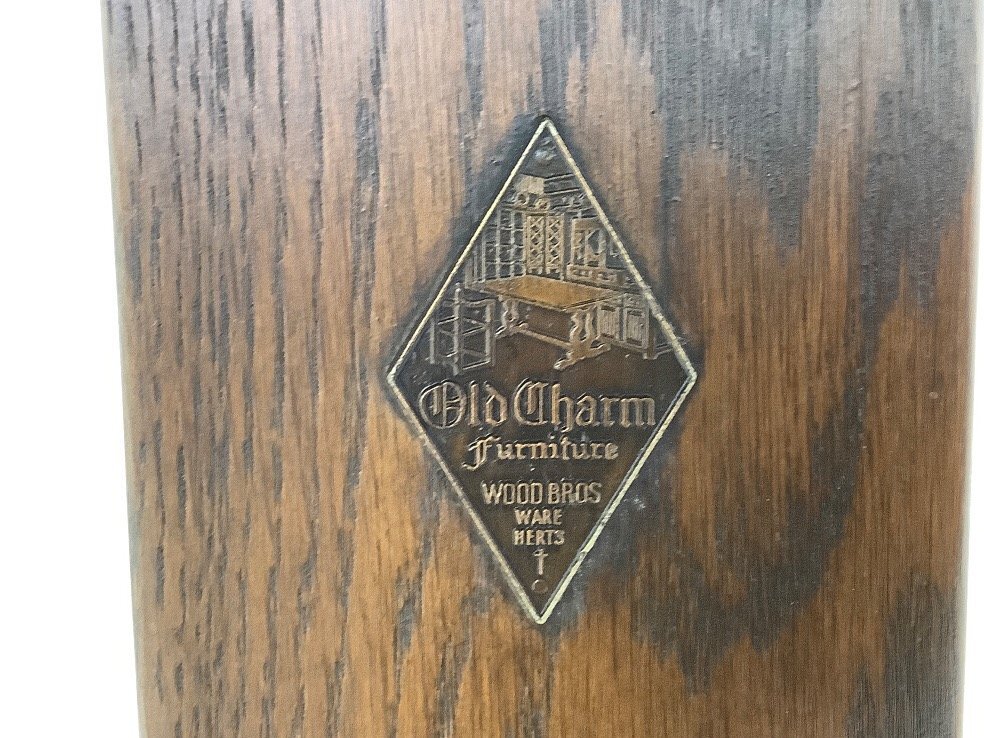 Old Charm
Furniture
WOOD BROS
WARE
HERTS